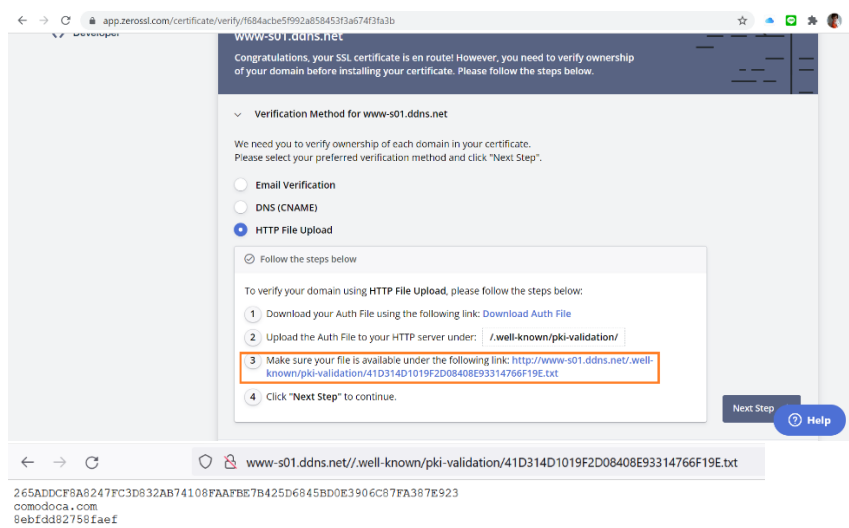 app.zerossl.com/certificate/verify/f684acbe5f992a858453f3a674f3fa3b
Developer
www-s01.ddns.net
Congratulations, your SSL certificate is en route! However, you need to verify ownership
of your domain before installing your certificate. Please follow the steps below.
Verification Method for www-s01.ddns.net
We need you to verify ownership of each domain in your certificate.
Please select your preferred verification method and click "Next Step".
Email Verification
DNS (CNAME)
HTTP File Upload
Follow the steps below
To verify your domain using HTTP File Upload, please follow the steps below:
1 Download your Auth File using the following link: Download Auth File
2 Upload the Auth File to your HTTP server under: /.well-known/pki-validation/
3 Make sure your file is available under the following link: http://www-s01.ddns.net/.well-
known/pki-validation/41D314D1019F2D08408E93314766F19E.txt
4 Click "Next Step" to continue.
Next Step
Help
www-s01.ddns.net//.well-known/pki-validation/41D314D1019F2D08408E93314766F19E.txt
265ADDCF8A8247FC3D832AB74108FAAFBE7B425D6845BD0E3906C87FA387E923
comodoca.com
8ebfdd82758faef